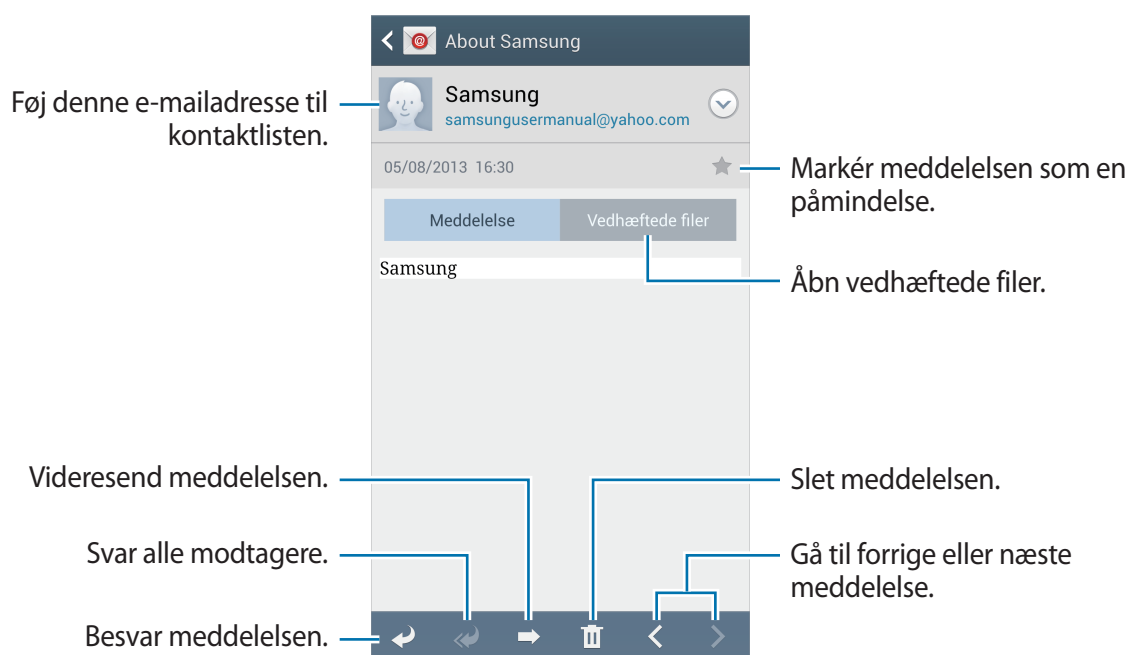 About Samsung
Føj denne e-mailadresse til
kontaktlisten.
Samsung
samsungusermanual@yahoo.com
05/08/2013 16:30
Markér meddelelsen som en
påmindelse.
Meddelelse
Vedhæftede filer
Samsung
Åbn vedhæftede filer.
Videresend meddelelsen.
Slet meddelelsen.
Svar alle modtagere.
Gå til forrige eller næste
meddelelse.
Besvar meddelelsen.